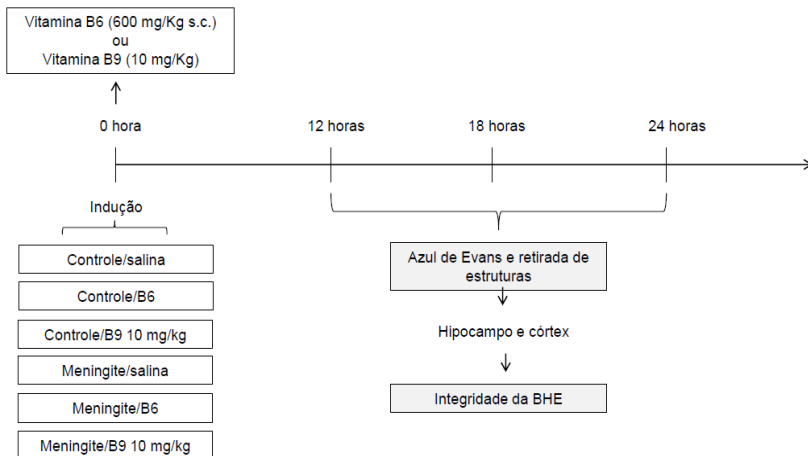 Vitamina B6 (600 mg/Kg s.c.)
ou
Vitamina B9 (10 mg/Kg)
0 hora
12 horas
18 horas
24 horas
Indução
Controle/salina
Controle/B6
Controle/B9 10 mg/kg
Meningite/salina
Meningite/B6
Meningite/B9 10 mg/kg
Azul de Evans e retirada de
estruturas
Hipocampo e córtex
Integridade da BHE